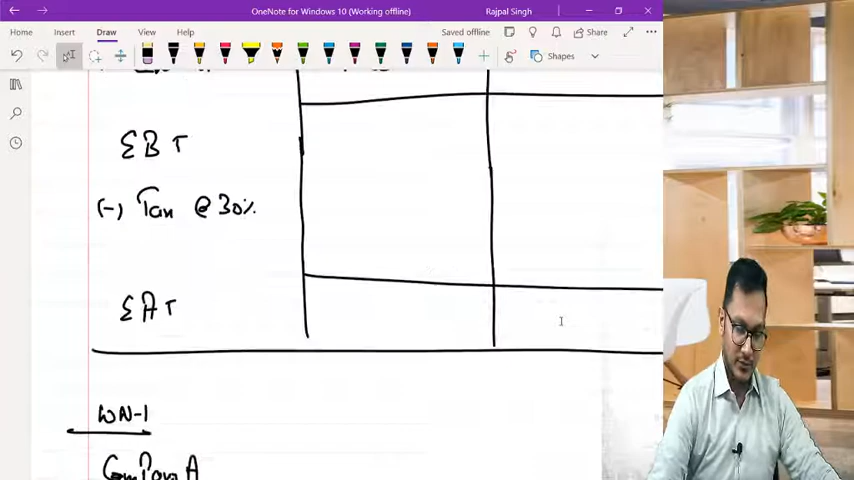 OneNote for Windows 10 (Working offline)
Rajpal Singh
Home Insert Draw View Help
Saved offline
Share
Shapes
EBT
(-) Tax @ 30%
EAT
WN-1
Company A